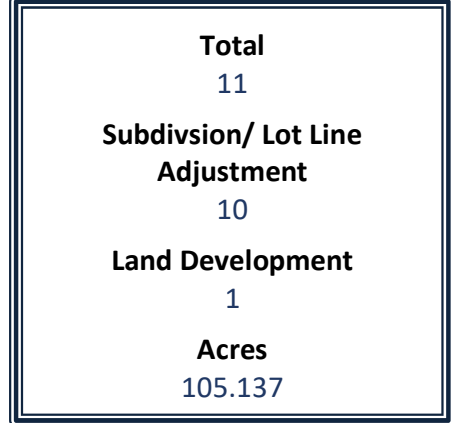 Total
11
Subdivsion/ Lot Line
Adjustment
10
Land Development
1
Acres
105.137